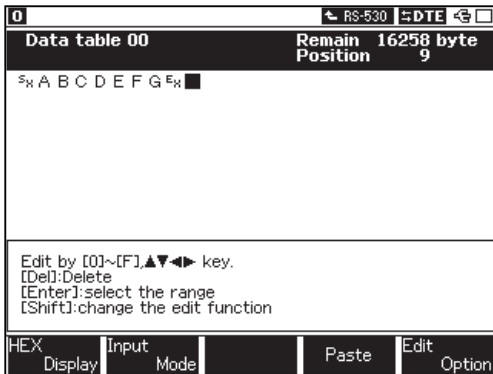 0 RS-530 DTE
Data table 00 Remain 16258 byte
Position 9
SX A B C D E F G EX
Edit by [0]~[F],▲▼◀▶ key.
[Del]:Delete
[Enter]:select the range
[Shift]:change the edit function
HEX Display Input Mode Paste Edit Option